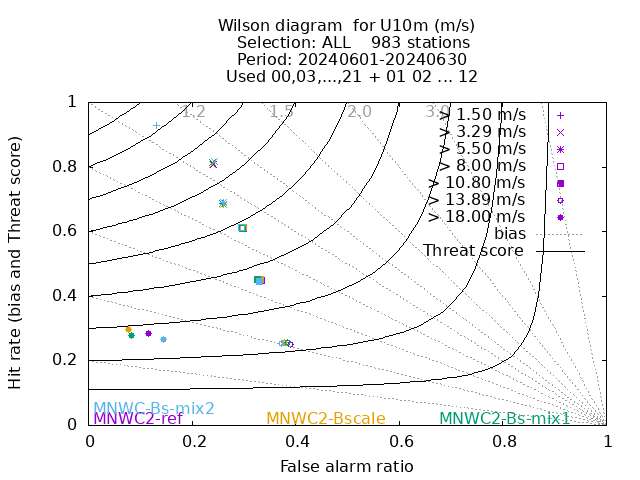 Wilson diagram  for U10m (m/s)
Selection: ALL    983 stations
Period: 20240601-20240630
Used 00,03,...,21 + 01 02 ... 12
1.2 1.5 2.0 3.0
> 1.50 m/s
> 3.29 m/s
> 5.50 m/s
> 8.00 m/s
> 10.80 m/s
> 13.89 m/s
> 18.00 m/s
bias
Threat score
Hit rate (bias and Threat score)
1
0.8
0.6
0.4
0.2
0
MNWC-Bs-mix2
MNWC2-ref MNWC2-Bscale MNWC2-Bs-mix1
0 0.2 0.4 0.6 0.8 1
False alarm ratio